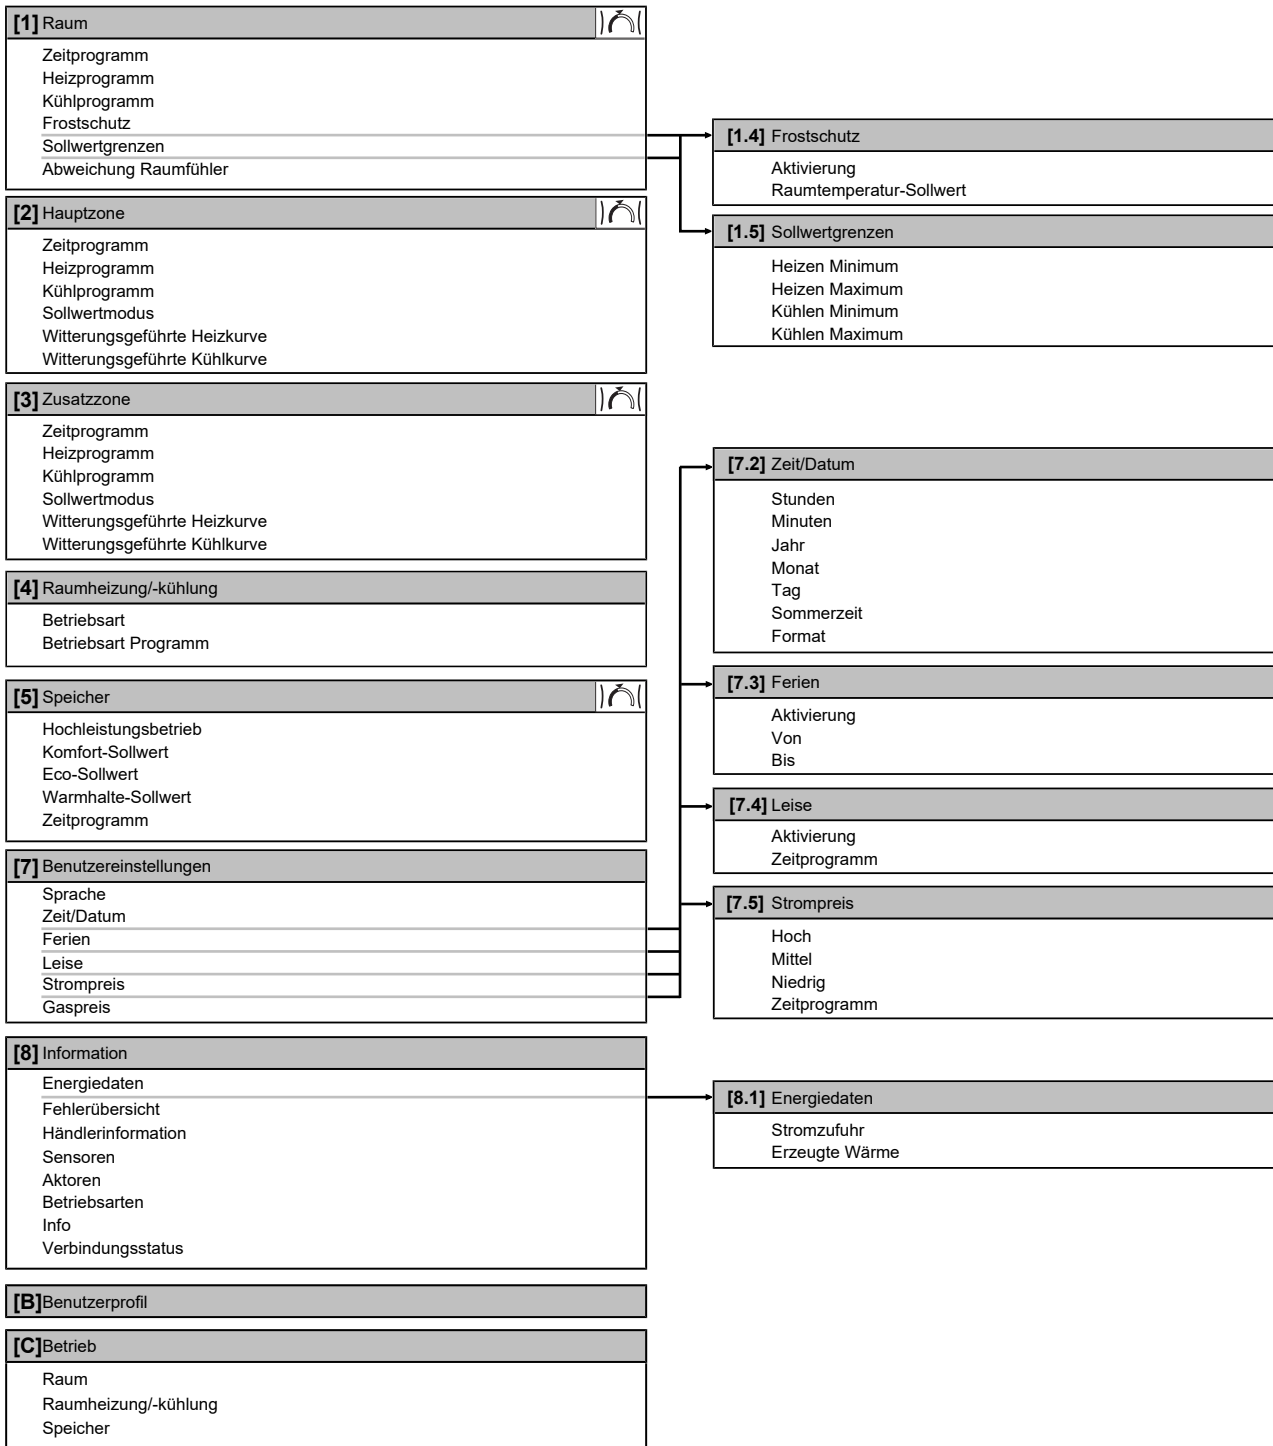 [1] Raum
Zeitprogramm
Heizprogramm
Kühlprogramm
Frostschutz
Sollwertgrenzen
Abweichung Raumfühler
[2] Hauptzone
Zeitprogramm
Heizprogramm
Kühlprogramm
Sollwertmodus
Witterungsgeführte Heizkurve
Witterungsgeführte Kühlkurve
[3] Zusatzzone
Zeitprogramm
Heizprogramm
Kühlprogramm
Sollwertmodus
Witterungsgeführte Heizkurve
Witterungsgeführte Kühlkurve
[4] Raumheizung/-kühlung
Betriebsart
Betriebsart Programm
[5] Speicher
Hochleistungsbetrieb
Komfort-Sollwert
Eco-Sollwert
Warmhalte-Sollwert
Zeitprogramm
[7] Benutzereinstellungen
Sprache
Zeit/Datum
Ferien
Leise
Strompreis
Gaspreis
[8] Information
Energiedaten
Fehlerübersicht
Händlerinformation
Sensoren
Aktoren
Betriebsarten
Info
Verbindungsstatus
[B] Benutzerprofil
[C] Betrieb
Raum
Raumheizung/-kühlung
Speicher
[1.4] Frostschutz
Aktivierung
Raumtemperatur-Sollwert
[1.5] Sollwertgrenzen
Heizen Minimum
Heizen Maximum
Kühlen Minimum
Kühlen Maximum
[7.2] Zeit/Datum
Stunden
Minuten
Jahr
Monat
Tag
Sommerzeit
Format
[7.3] Ferien
Aktivierung
Von
Bis
[7.4] Leise
Aktivierung
Zeitprogramm
[7.5] Strompreis
Hoch
Mittel
Niedrig
Zeitprogramm
[8.1] Energiedaten
Stromzufuhr
Erzeugte Wärme